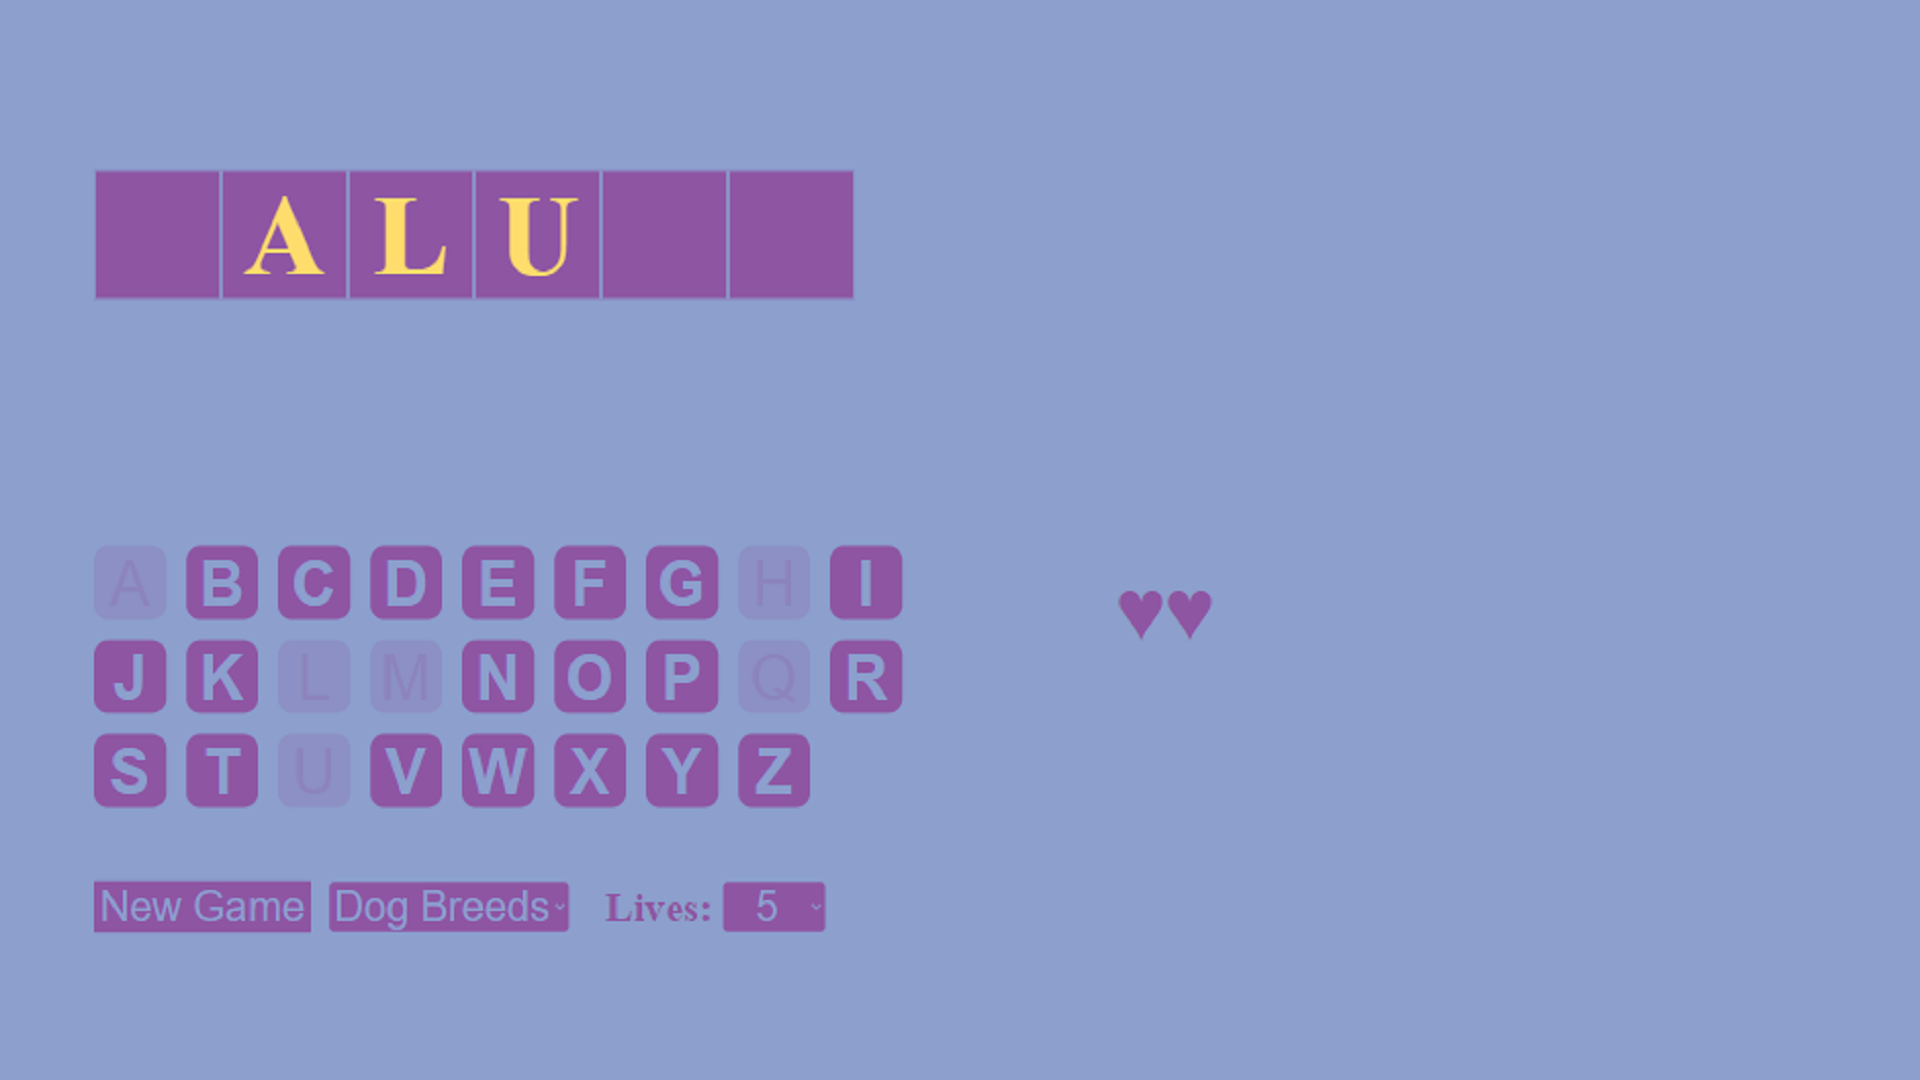 A L U
A B C D E F G H I
J K L M N O P Q R
S T U V W X Y Z
New Game Dog Breeds Lives: 5